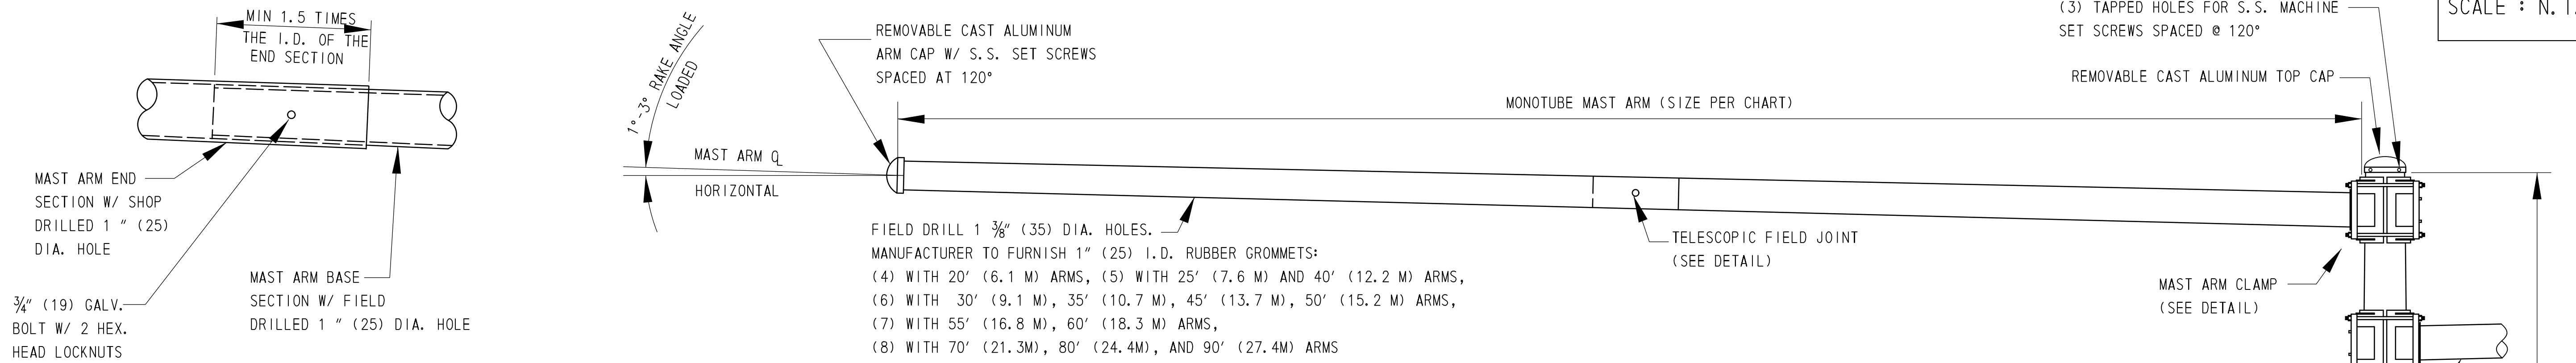 MIN 1.5 TIMES
THE I.D. OF THE
END SECTION
MAST ARM END
SECTION W/ SHOP
DRILLED 1 " (25)
DIA. HOLE
¾" (19) GALV.
BOLT W/ 2 HEX.
HEAD LOCKNUTS
MAST ARM BASE
SECTION W/ FIELD
DRILLED 1 " (25) DIA. HOLE
1°-3° RAKE ANGLE
LOADED
MAST ARM ℄
HORIZONTAL
REMOVABLE CAST ALUMINUM
ARM CAP W/ S.S. SET SCREWS
SPACED AT 120°
MONOTUBE MAST ARM (SIZE PER CHART)
FIELD DRILL 1 ⅜" (35) DIA. HOLES.
MANUFACTURER TO FURNISH 1" (25) I.D. RUBBER GROMMETS:
(4) WITH 20' (6.1 M) ARMS, (5) WITH 25' (7.6 M) AND 40' (12.2 M) ARMS,
(6) WITH 30' (9.1 M), 35' (10.7 M), 45' (13.7 M), 50' (15.2 M) ARMS,
(7) WITH 55' (16.8 M), 60' (18.3 M) ARMS,
(8) WITH 70' (21.3M), 80' (24.4M), AND 90' (27.4M) ARMS
TELESCOPIC FIELD JOINT
(SEE DETAIL)
(3) TAPPED HOLES FOR S.S. MACHINE
SET SCREWS SPACED @ 120°
REMOVABLE CAST ALUMINUM TOP CAP
MAST ARM CLAMP
(SEE DETAIL)
SCALE : N.T.